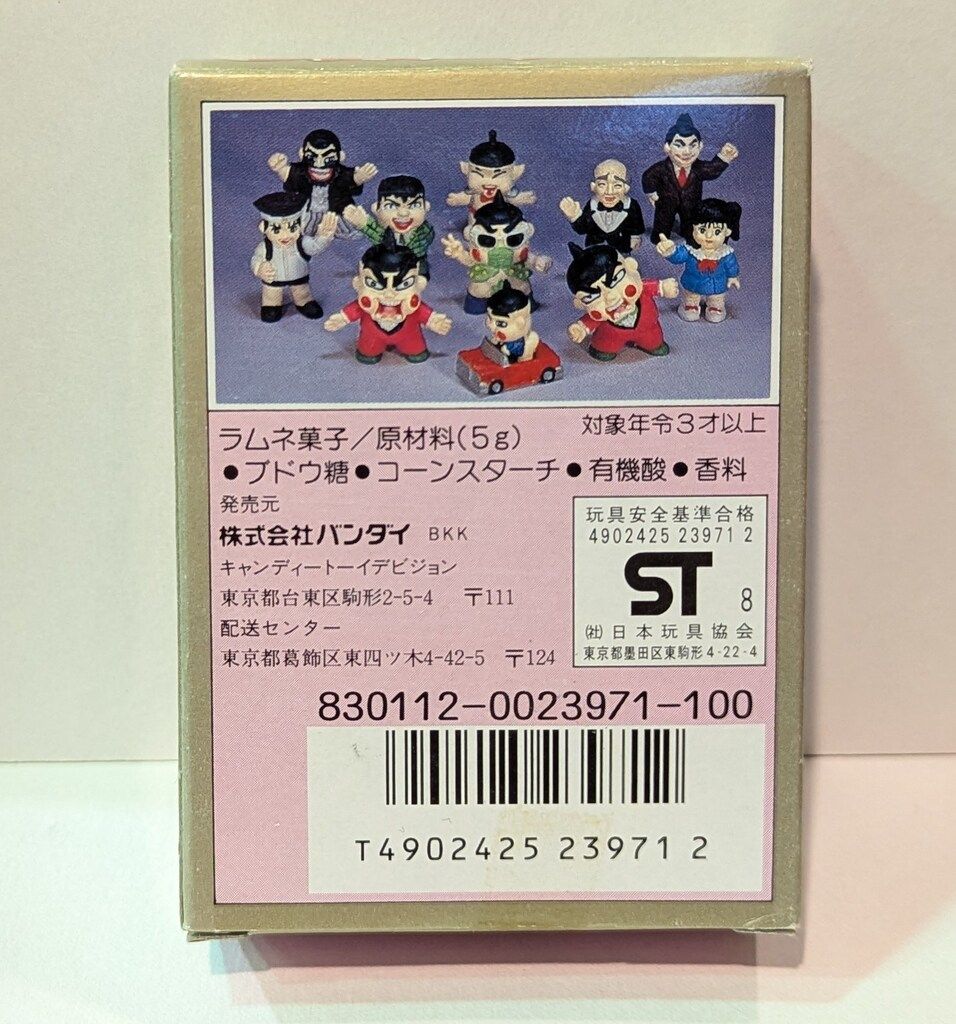 ラムネ菓子／原材料(5g)　対象年令3才以上
●ブドウ糖●コーンスターチ●有機酸●香料
発売元
株式会社バンダイ BKK
キャンディートーイデビジョン
東京都台東区駒形2-5-4　〒111
配送センター
東京都葛飾区東四ツ木4-42-5　〒124
玩具安全基準合格
4902425 23971 2
ST 8
㈳日本玩具協会
東京都墨田区東駒形4-22-4
830112-0023971-100
T4902425 23971 2